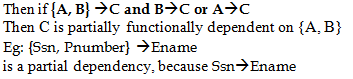 Then if {A, B} →C and B→C or A→C
Then C is partially functionally dependent on {A, B}
Eg: {Ssn, Pnumber} →Ename
is a partial dependency, because Ssn→Ename